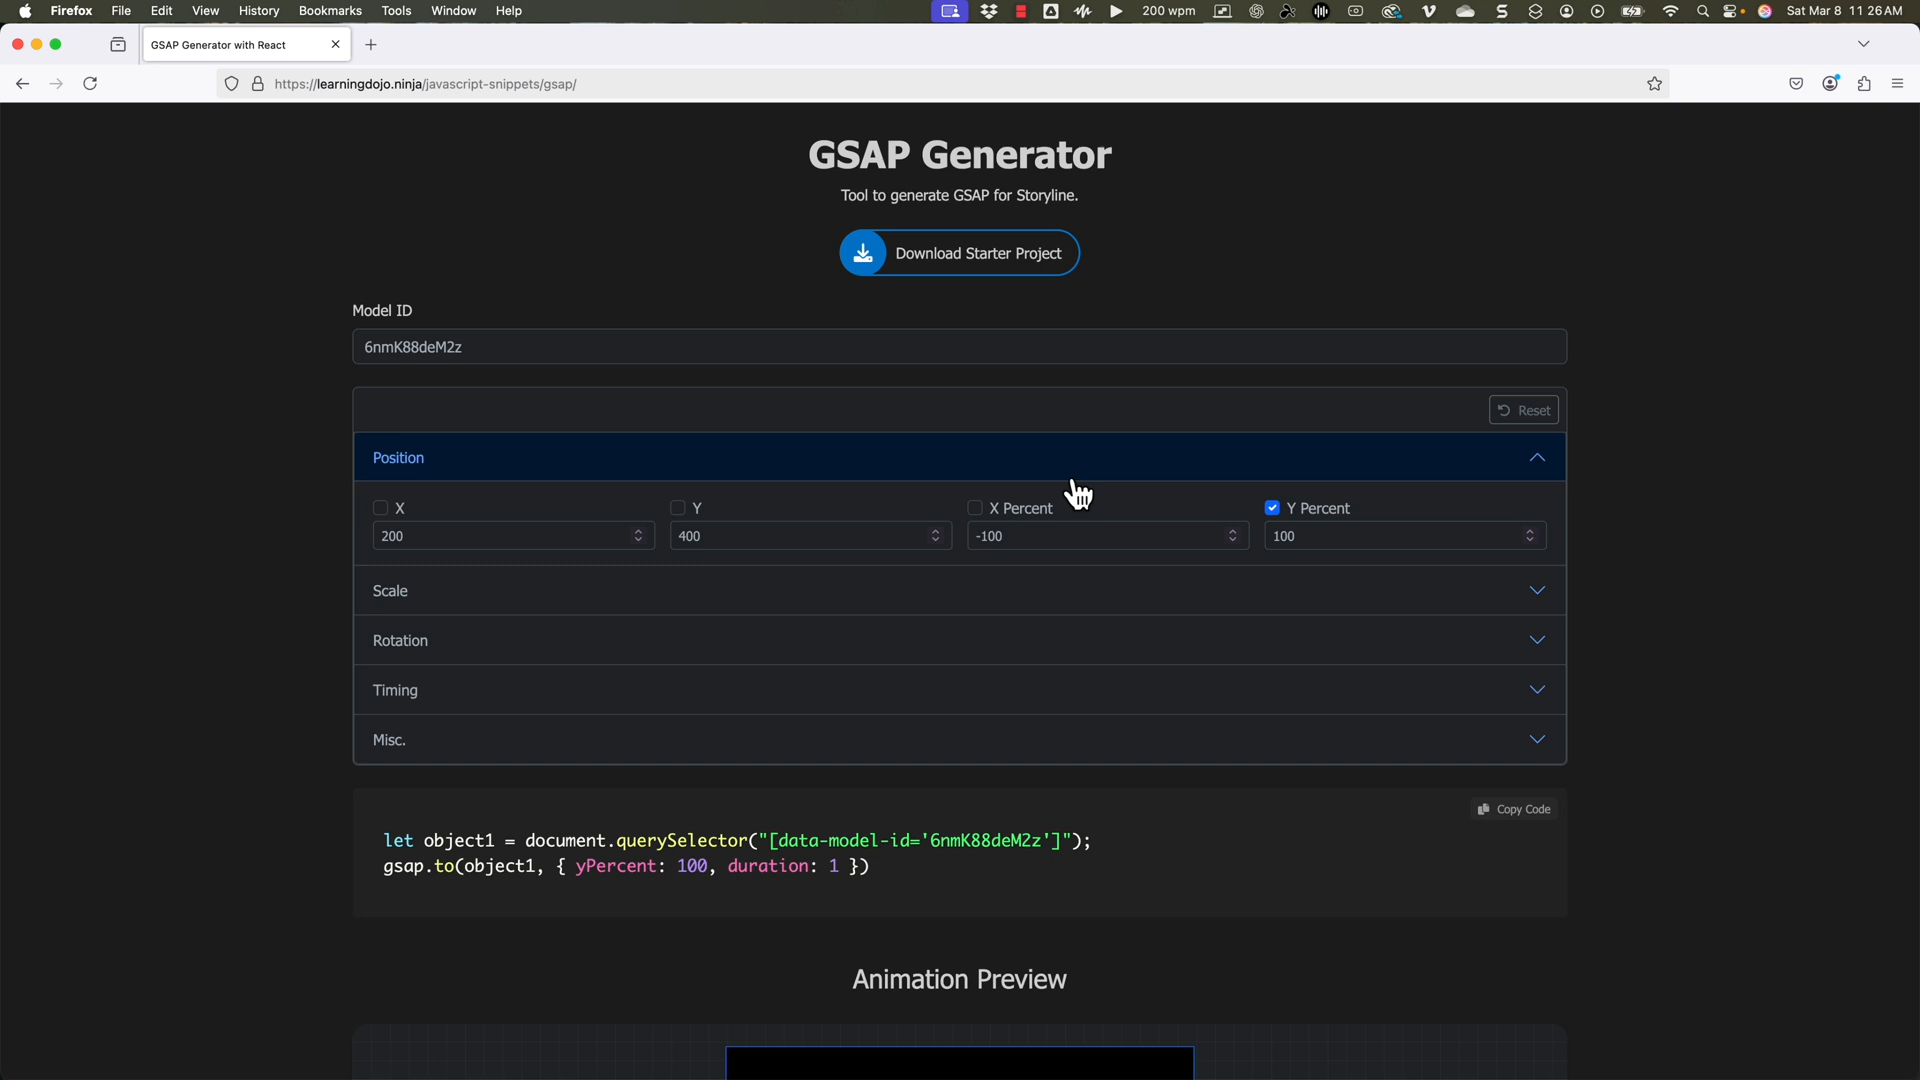 Firefox File Edit View History Bookmarks Tools Window Help 200 wpm Sat Mar 8 11 26 AM
GSAP Generator with React
https://learningdojo.ninja/javascript-snippets/gsap/
GSAP Generator
Tool to generate GSAP for Storyline.
Download Starter Project
Model ID
6nmK88deM2z
Reset
Position
X Y X Percent Y Percent
200 400 -100 100
Scale
Rotation
Timing
Misc.
Copy Code
let object1 = document.querySelector("[data-model-id='6nmK88deM2z']");
gsap.to(object1, { yPercent: 100, duration: 1 })
Animation Preview